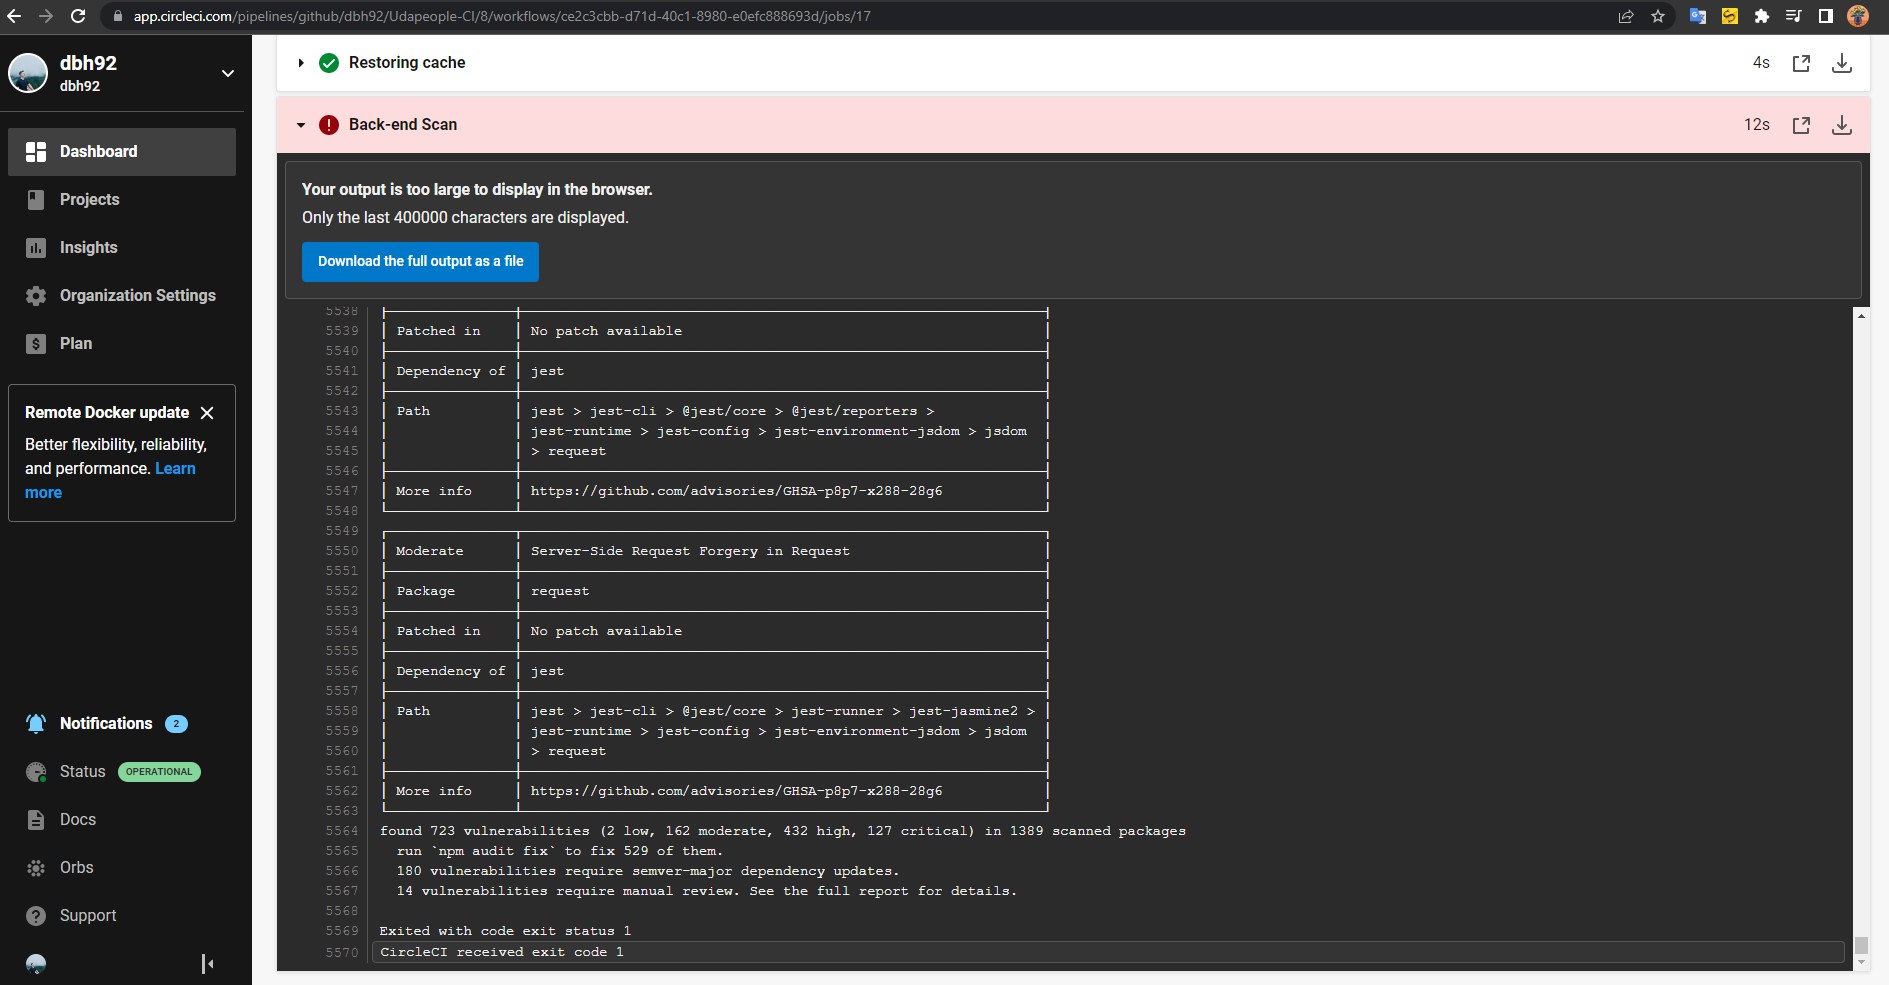 app.circleci.com/pipelines/github/dbh92/Udapeople-CI/8/workflows/ce2c3cbb-d71d-40c1-8980-e0efc888693d/jobs/17
dbh92
dbh92
Dashboard
Projects
Insights
Organization Settings
Plan
Remote Docker update
Better flexibility, reliability,
and performance. Learn
more
Notifications 2
Status OPERATIONAL
Docs
Orbs
Support
Restoring cache 4s
Back-end Scan 12s
Your output is too large to display in the browser.
Only the last 400000 characters are displayed.
Download the full output as a file
5538
5539 Patched in No patch available
5540
5541 Dependency of jest
5542
5543 Path jest > jest-cli > @jest/core > @jest/reporters >
5544 jest-runtime > jest-config > jest-environment-jsdom > jsdom
5545 > request
5546
5547 More info https://github.com/advisories/GHSA-p8p7-x288-28g6
5548
5549
5550 Moderate Server-Side Request Forgery in Request
5551
5552 Package request
5553
5554 Patched in No patch available
5555
5556 Dependency of jest
5557
5558 Path jest > jest-cli > @jest/core > jest-runner > jest-jasmine2 >
5559 jest-runtime > jest-config > jest-environment-jsdom > jsdom
5560 > request
5561
5562 More info https://github.com/advisories/GHSA-p8p7-x288-28g6
5563
5564 found 723 vulnerabilities (2 low, 162 moderate, 432 high, 127 critical) in 1389 scanned packages
5565 run `npm audit fix` to fix 529 of them.
5566 180 vulnerabilities require semver-major dependency updates.
5567 14 vulnerabilities require manual review. See the full report for details.
5568
5569 Exited with code exit status 1
5570 CircleCI received exit code 1